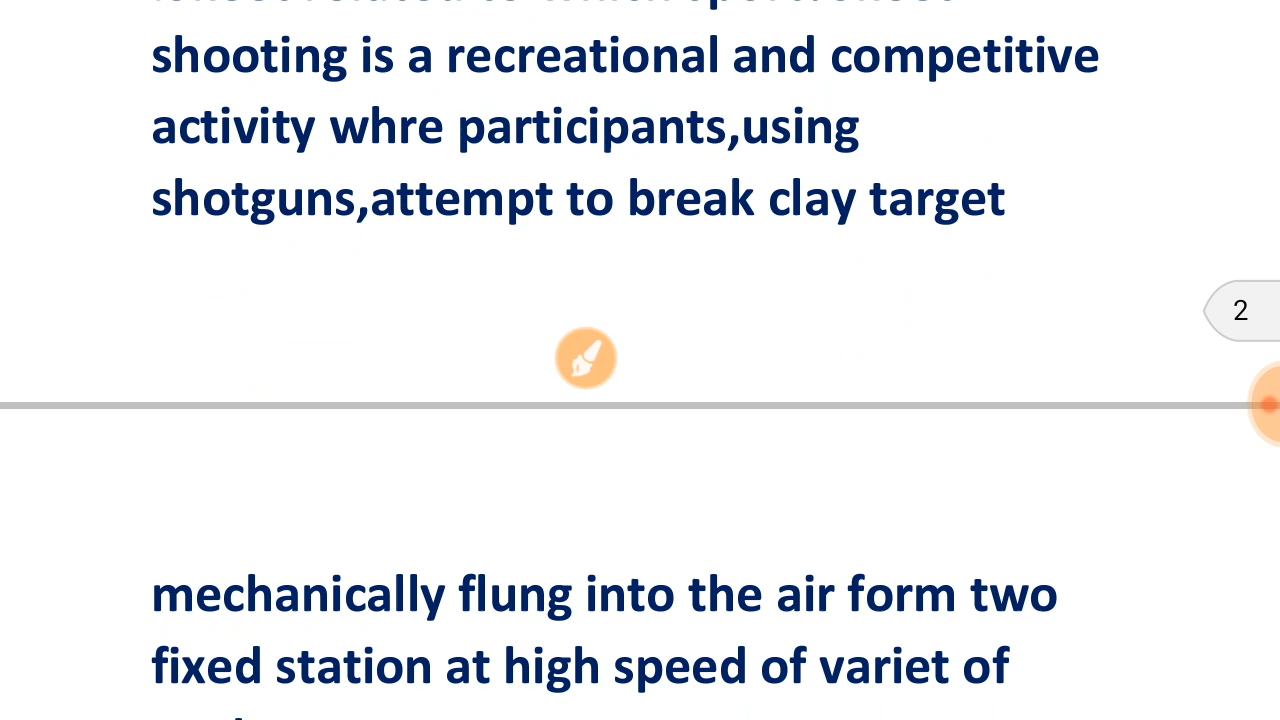 shooting is a recreational and competitive
activity whre participants,using
shotguns,attempt to break clay target
2
mechanically flung into the air form two
fixed station at high speed of variet of